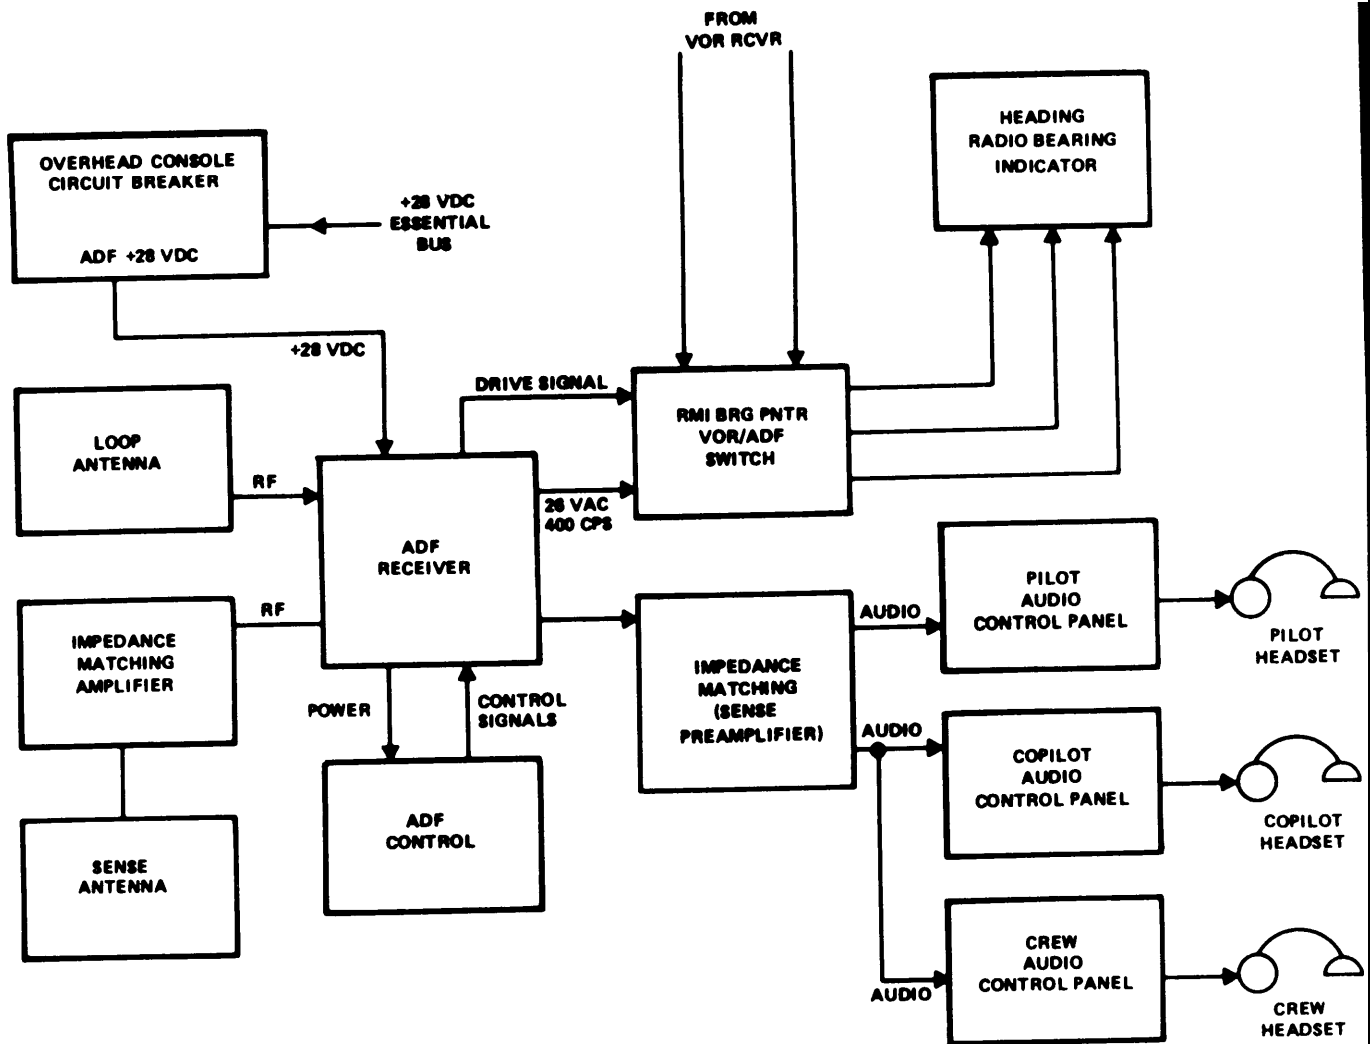 FROM
VOR RCVR
HEADING
RADIO BEARING
INDICATOR
OVERHEAD CONSOLE
CIRCUIT BREAKER
ADF +28 VDC
+28 VDC
ESSENTIAL
BUS
+28 VDC
DRIVE SIGNAL
RMI BRG PNTR
VOR/ADF
SWITCH
LOOP
ANTENNA
RF
26 VAC
400 CPS
ADF
RECEIVER
RF
IMPEDANCE
MATCHING
AMPLIFIER
POWER
CONTROL
SIGNALS
IMPEDANCE
MATCHING
(SENSE
PREAMPLIFIER)
AUDIO
PILOT
AUDIO
CONTROL PANEL
PILOT
HEADSET
AUDIO
COPILOT
AUDIO
CONTROL PANEL
COPILOT
HEADSET
ADF
CONTROL
SENSE
ANTENNA
AUDIO
CREW
AUDIO
CONTROL PANEL
CREW
HEADSET